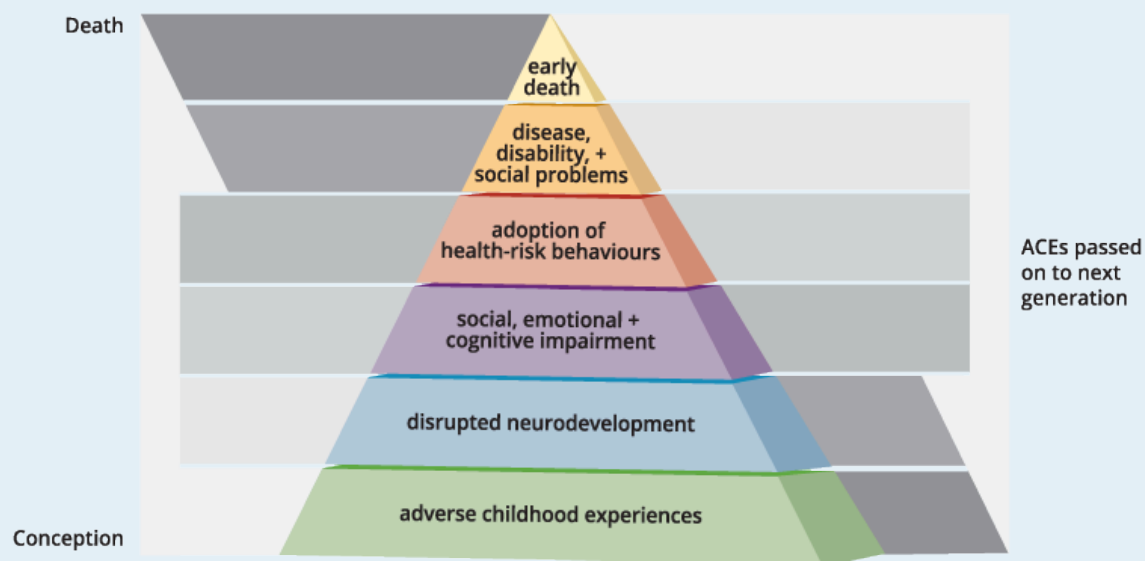 Death
early
death
disease,
disability, +
social problems
adoption of
health-risk behaviours
ACEs passed
on to next
generation
social, emotional +
cognitive impairment
disrupted neurodevelopment
adverse childhood experiences
Conception